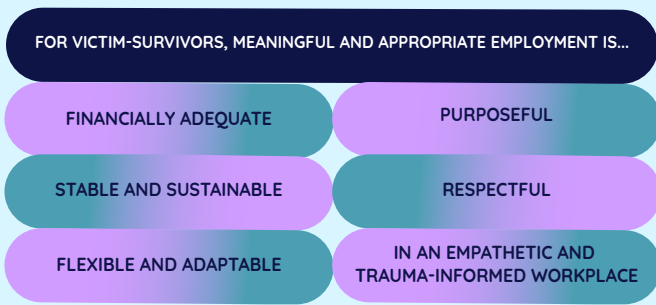 FOR VICTIM-SURVIVORS, MEANINGFUL AND APPROPRIATE EMPLOYMENT IS...
FINANCIALLY ADEQUATE
PURPOSEFUL
STABLE AND SUSTAINABLE
RESPECTFUL
FLEXIBLE AND ADAPTABLE
IN AN EMPATHETIC AND
TRAUMA-INFORMED WORKPLACE